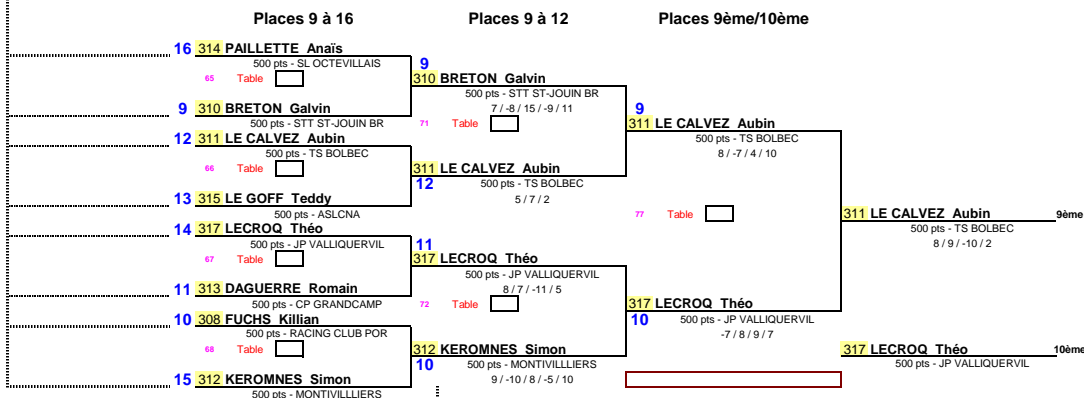 Places 9 à 16 Places 9 à 12 Places 9ème/10ème
16 314 PAILLETTE Anaïs
500 pts - SL OCTEVILLAIS
65 Table
9 310 BRETON Galvin
500 pts - STT ST-JOUIN BR
12 311 LE CALVEZ Aubin
500 pts - TS BOLBEC
66 Table
13 315 LE GOFF Teddy
500 pts - ASLCNA
14 317 LECROQ Théo
500 pts - JP VALLIQUERVIL
67 Table
11 313 DAGUERRE Romain
500 pts - CP GRANDCAMP
10 308 FUCHS Killian
500 pts - RACING CLUB POR
68 Table
15 312 KEROMNES Simon
500 pts - MONTIVILLLIERS
9
310 BRETON Galvin
500 pts - STT ST-JOUIN BR
7 / -8 / 15 / -9 / 11
71 Table
311 LE CALVEZ Aubin
12 500 pts - TS BOLBEC
5 / 7 / 2
11
317 LECROQ Théo
500 pts - JP VALLIQUERVIL
8 / 7 / -11 / 5
72 Table
312 KEROMNES Simon
10 500 pts - MONTIVILLLIERS
9 / -10 / 8 / -5 / 10
9
311 LE CALVEZ Aubin
500 pts - TS BOLBEC
8 / -7 / 4 / 10
77 Table
317 LECROQ Théo
10 500 pts - JP VALLIQUERVIL
-7 / 8 / 9 / 7
311 LE CALVEZ Aubin 9ème
500 pts - TS BOLBEC
8 / 9 / -10 / 2
317 LECROQ Théo 10ème
500 pts - JP VALLIQUERVIL